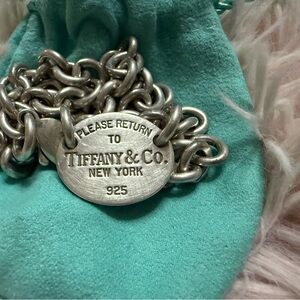 PLEASE RETURN
TO
TIFFANY & CO.
NEW YORK
925